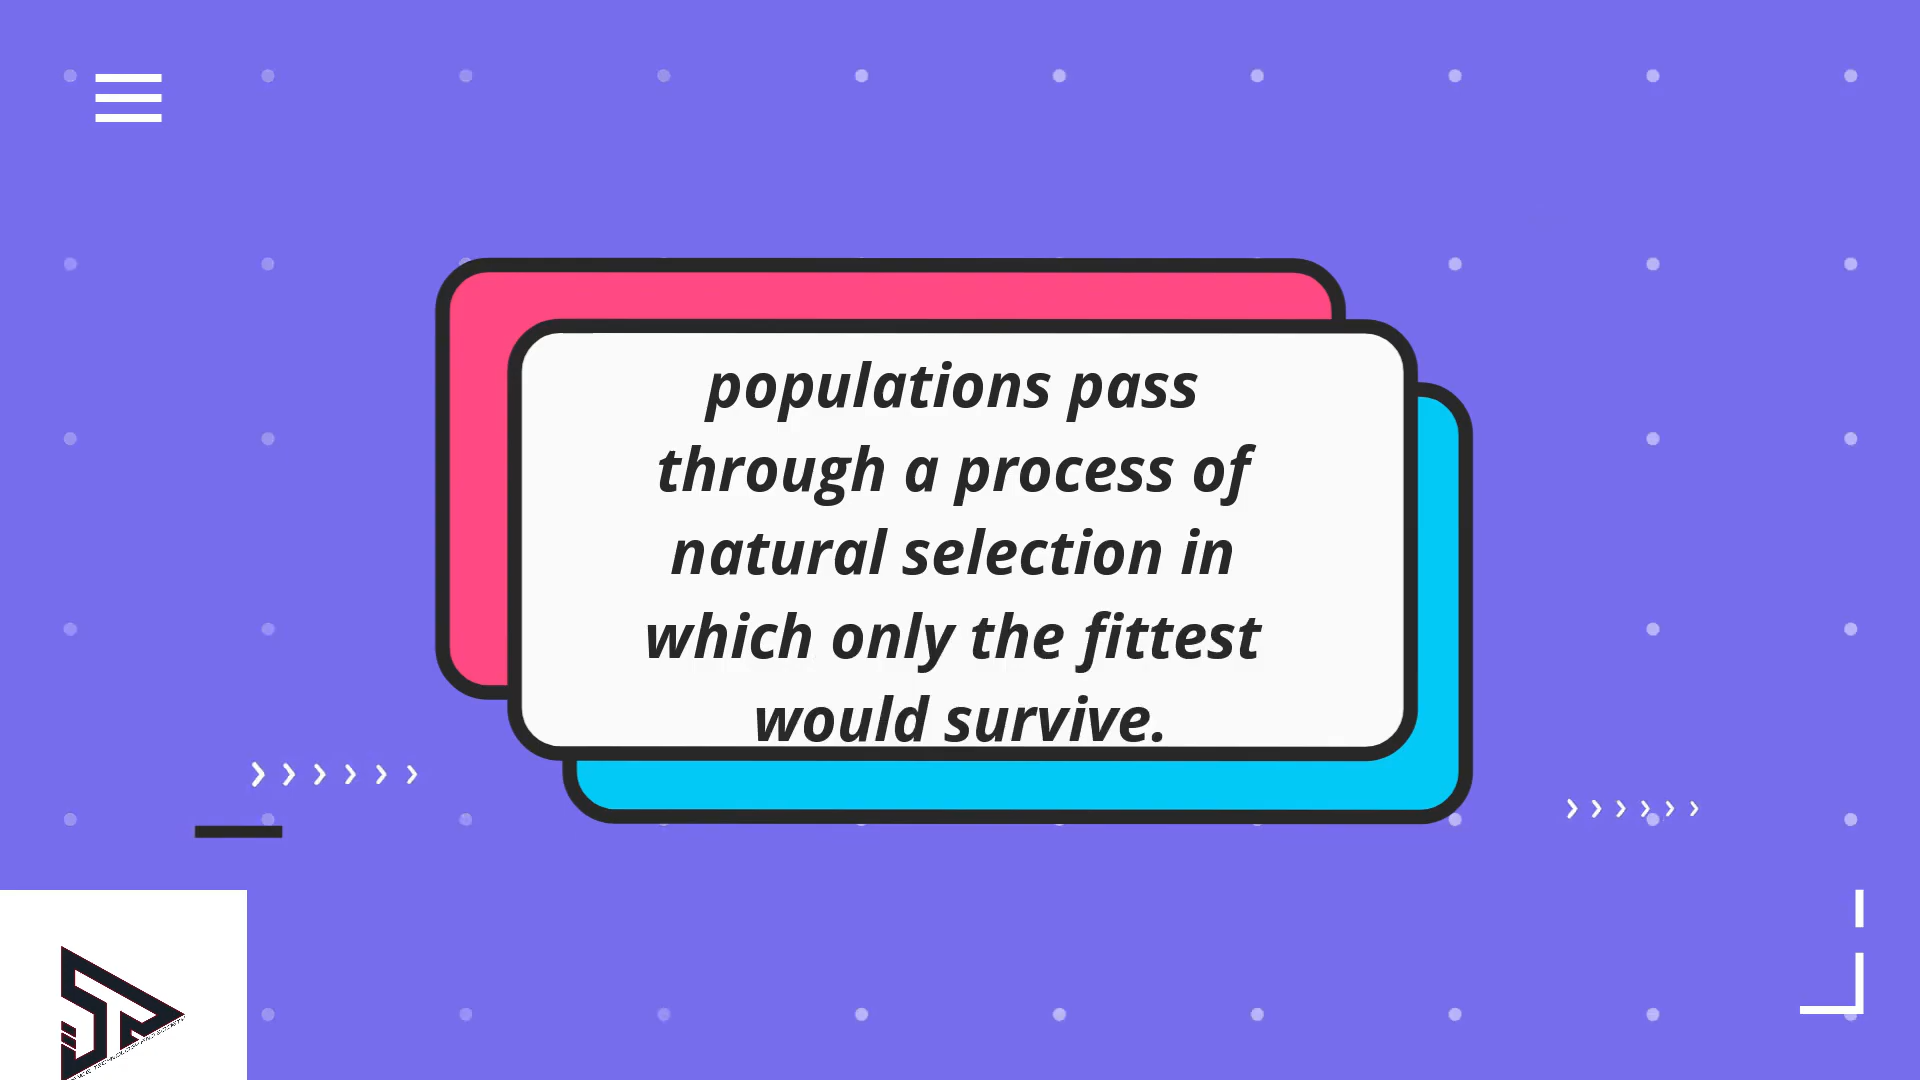 populations pass
through a process of
natural selection in
which only the fittest
would survive.